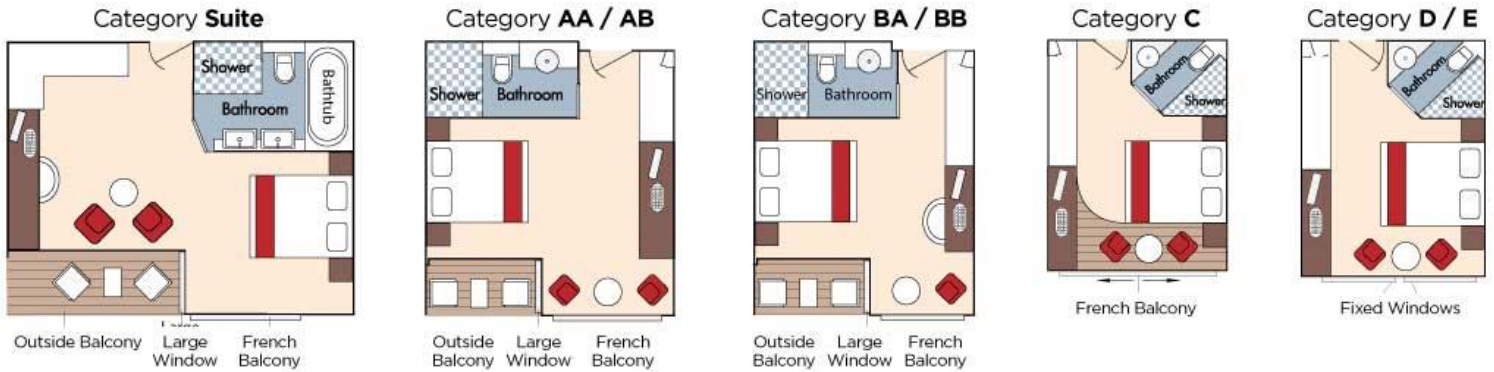 Category Suite
Shower
Bathroom
Bathtub
Outside Balcony
Large
Large
Window
French
Balcony
Category AA / AB
Shower
Bathroom
Outside
Balcony
Large
Window
French
Balcony
Category BA / BB
Shower
Bathroom
Outside
Balcony
Large
Window
French
Balcony
Category C
Bathroom
Shower
French Balcony
Category D / E
Bathroom
Shower
Fixed Windows